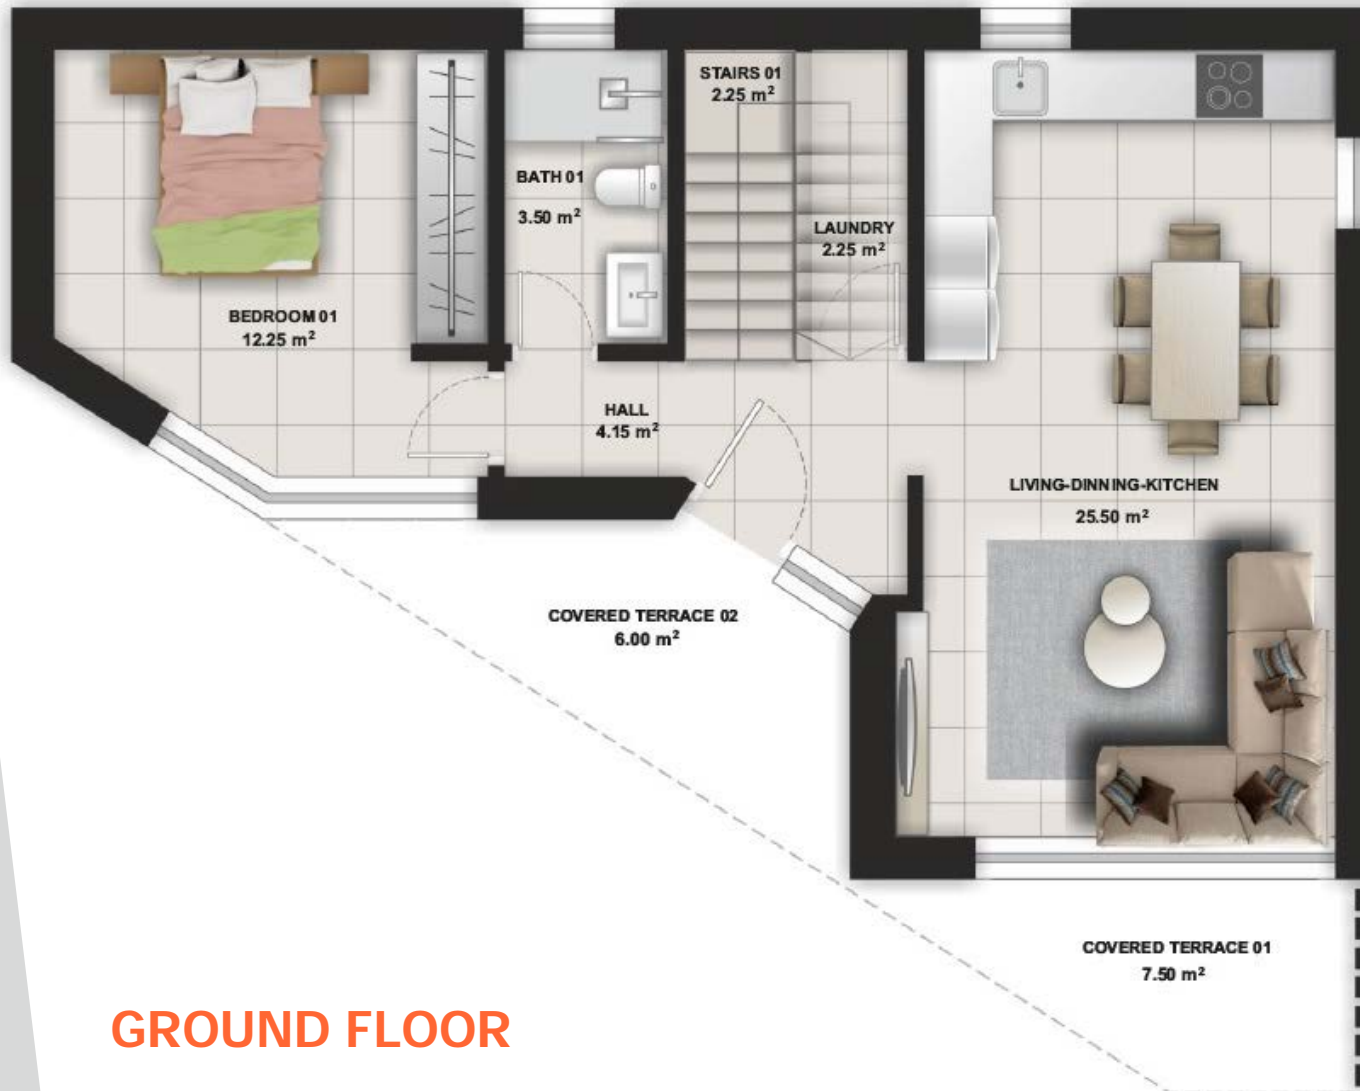 STAIRS 01
2.25 m²
BATH 01
3.50 m²
LAUNDRY
2.25 m²
BEDROOM 01
12.25 m²
HALL
4.15 m²
LIVING-DINNING-KITCHEN
25.50 m²
COVERED TERRACE 02
6.00 m²
COVERED TERRACE 01
7.50 m²
GROUND FLOOR